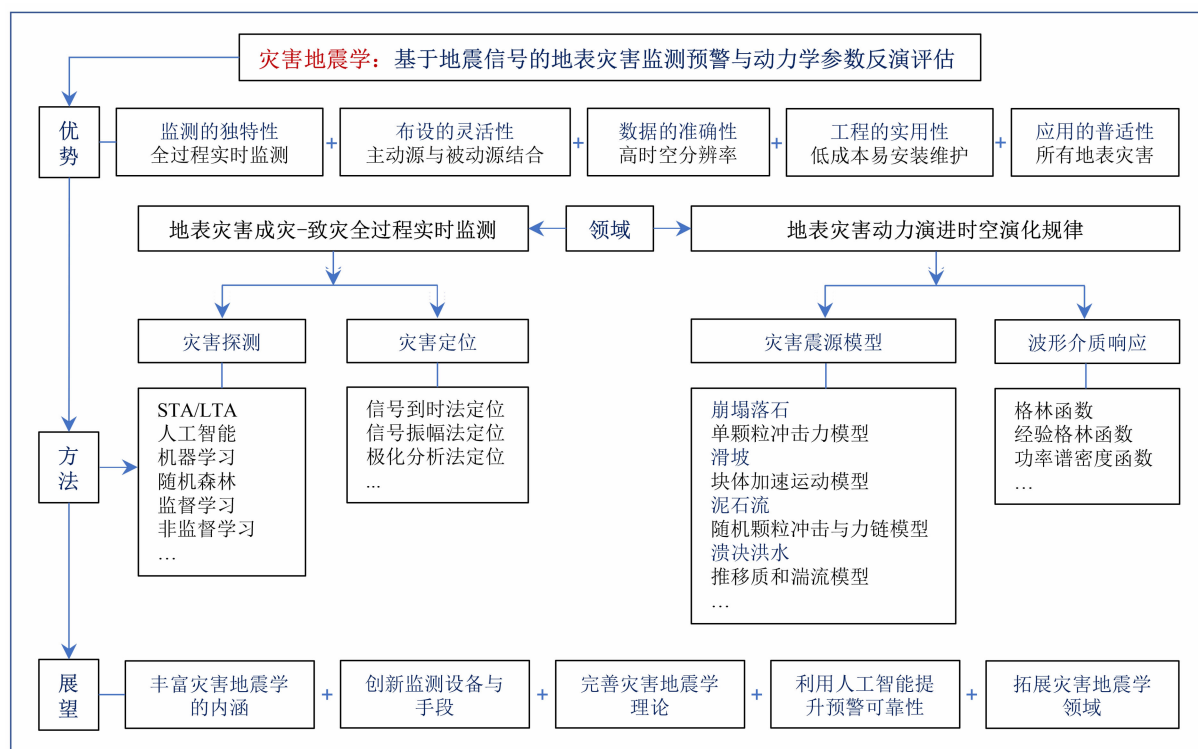 灾害地震学：基于地震信号的地表灾害监测预警与动力学参数反演评估
优势
监测的独特性
全过程实时监测
+
布设的灵活性
主动源与被动源结合
+
数据的准确性
高时空分辨率
+
工程的实用性
低成本易安装维护
+
应用的普适性
所有地表灾害
地表灾害成灾-致灾全过程实时监测
领域
地表灾害动力演进时空演化规律
灾害探测
灾害定位
灾害震源模型
波形介质响应
方法
STA/LTA
人工智能
机器学习
随机森林
监督学习
非监督学习
…
信号到时法定位
信号振幅法定位
极化分析法定位
...
崩塌落石
单颗粒冲击力模型
滑坡
块体加速运动模型
泥石流
随机颗粒冲击与力链模型
溃决洪水
推移质和湍流模型
…
格林函数
经验格林函数
功率谱密度函数
…
展望
丰富灾害地震学
的内涵
+
创新监测设备与
手段
+
完善灾害地震学
理论
+
利用人工智能提
升预警可靠性
+
拓展灾害地震学
领域